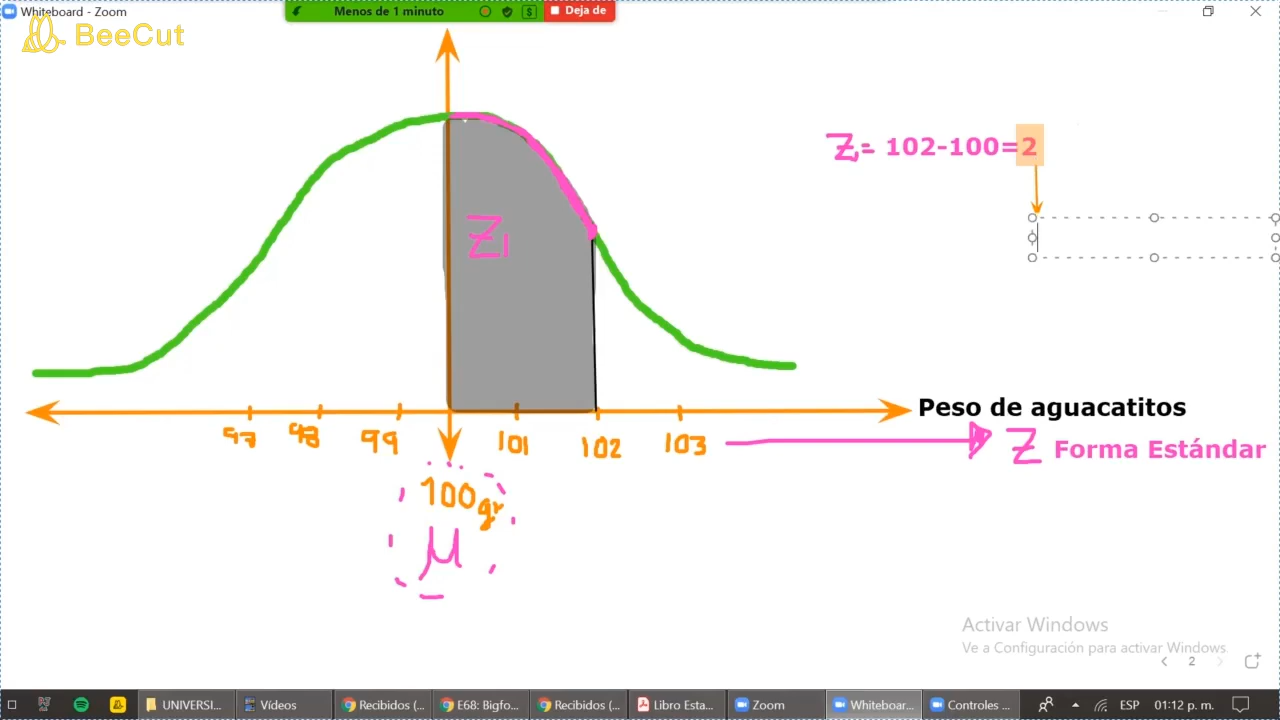 Whiteboard - Zoom
Menos de 1 minuto
Deja de
BeeCut
Z₁= 102-100=2
Z1
Peso de aguacatitos
97 98 99 101 102 103
Z Forma Estándar
100gr
μ
Activar Windows
Ve a Configuración para activar Windows.
2
UNIVERSI... Vídeos Recibidos (... E68: Bigfo... Recibidos (... Libro Esta... Zoom Whiteboar... Controles ... ESP 01:12 p. m.